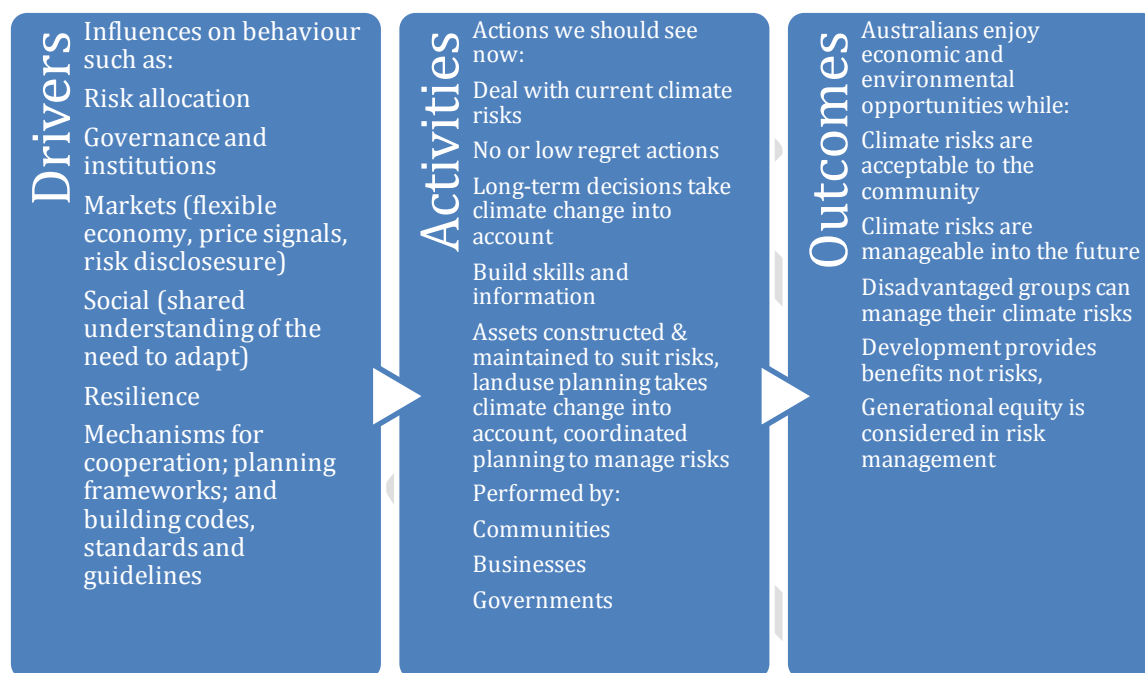 Drivers
Influences on behaviour
such as:
Risk allocation
Governance and
institutions
Markets (flexible
economy, price signals,
risk disclosesure)
Social (shared
understanding of the
need to adapt)
Resilience
Mechanisms for
cooperation; planning
frameworks; and
building codes,
standards and
guidelines
Activities
Actions we should see
now:
Deal with current climate
risks
No or low regret actions
Long-term decisions take
climate change into
account
Build skills and
information
Assets constructed &
maintained to suit risks,
landuse planning takes
climate change into
account, coordinated
planning to manage risks
Performed by:
Communities
Businesses
Governments
Outcomes
Australians enjoy
economic and
environmental
opportunities while:
Climate risks are
acceptable to the
community
Climate risks are
manageable into the future
Disadvantaged groups can
manage their climate risks
Development provides
benefits not risks,
Generational equity is
considered in risk
management